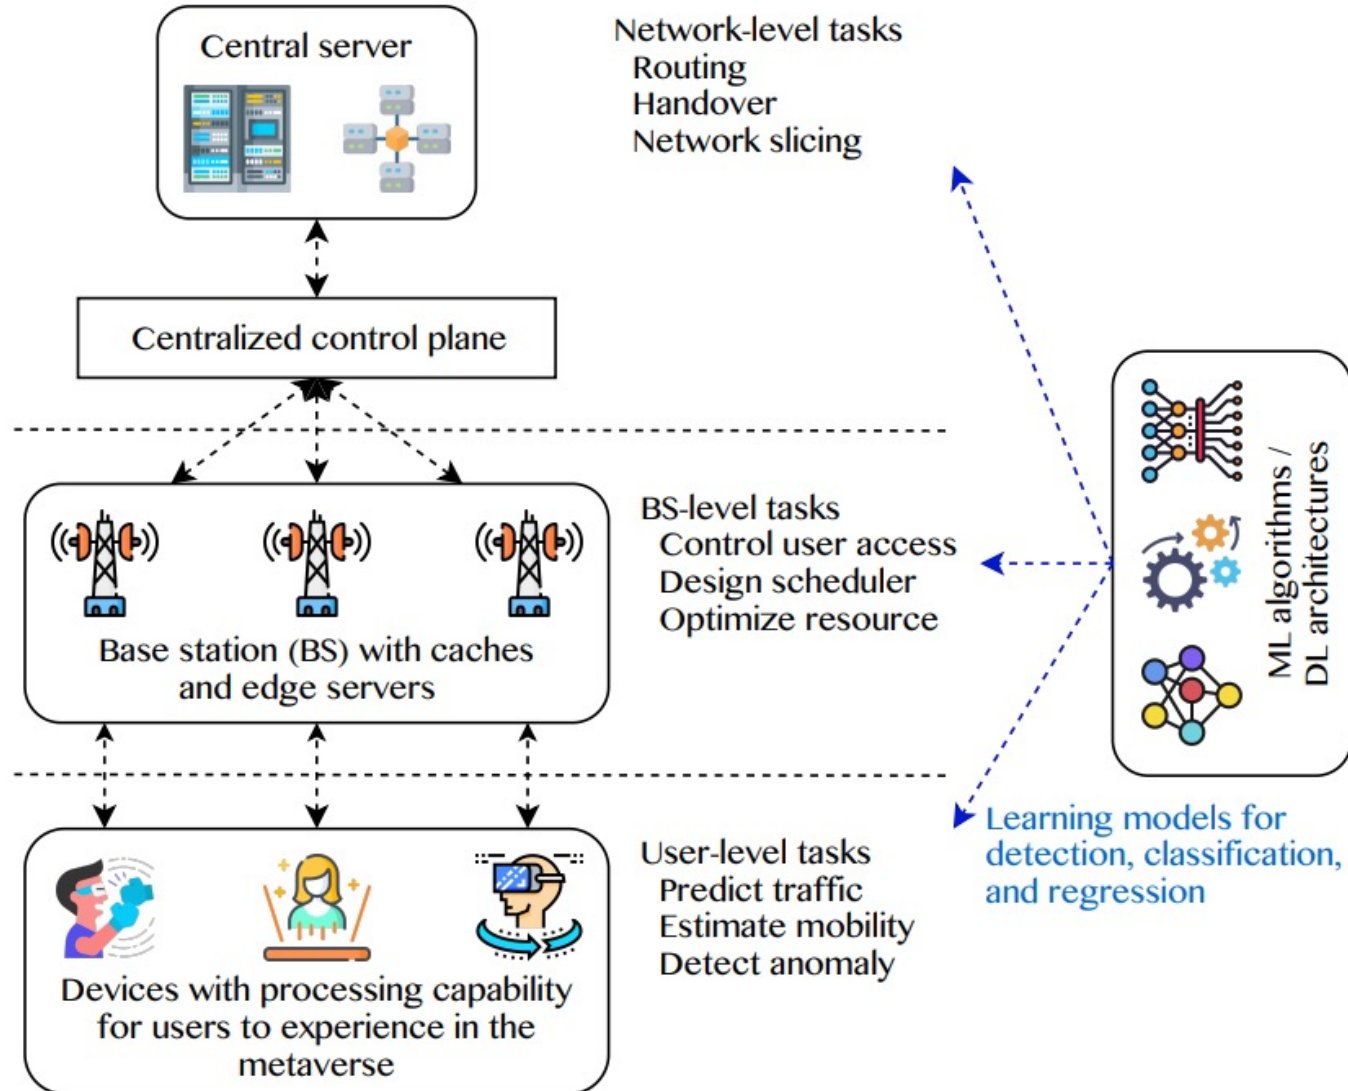 Central server
Network-level tasks
Routing
Handover
Network slicing
Centralized control plane
BS-level tasks
Control user access
Design scheduler
Optimize resource
Base station (BS) with caches
and edge servers
ML algorithms /
DL architectures
Learning models for
detection, classification,
and regression
User-level tasks
Predict traffic
Estimate mobility
Detect anomaly
Devices with processing capability
for users to experience in the
metaverse